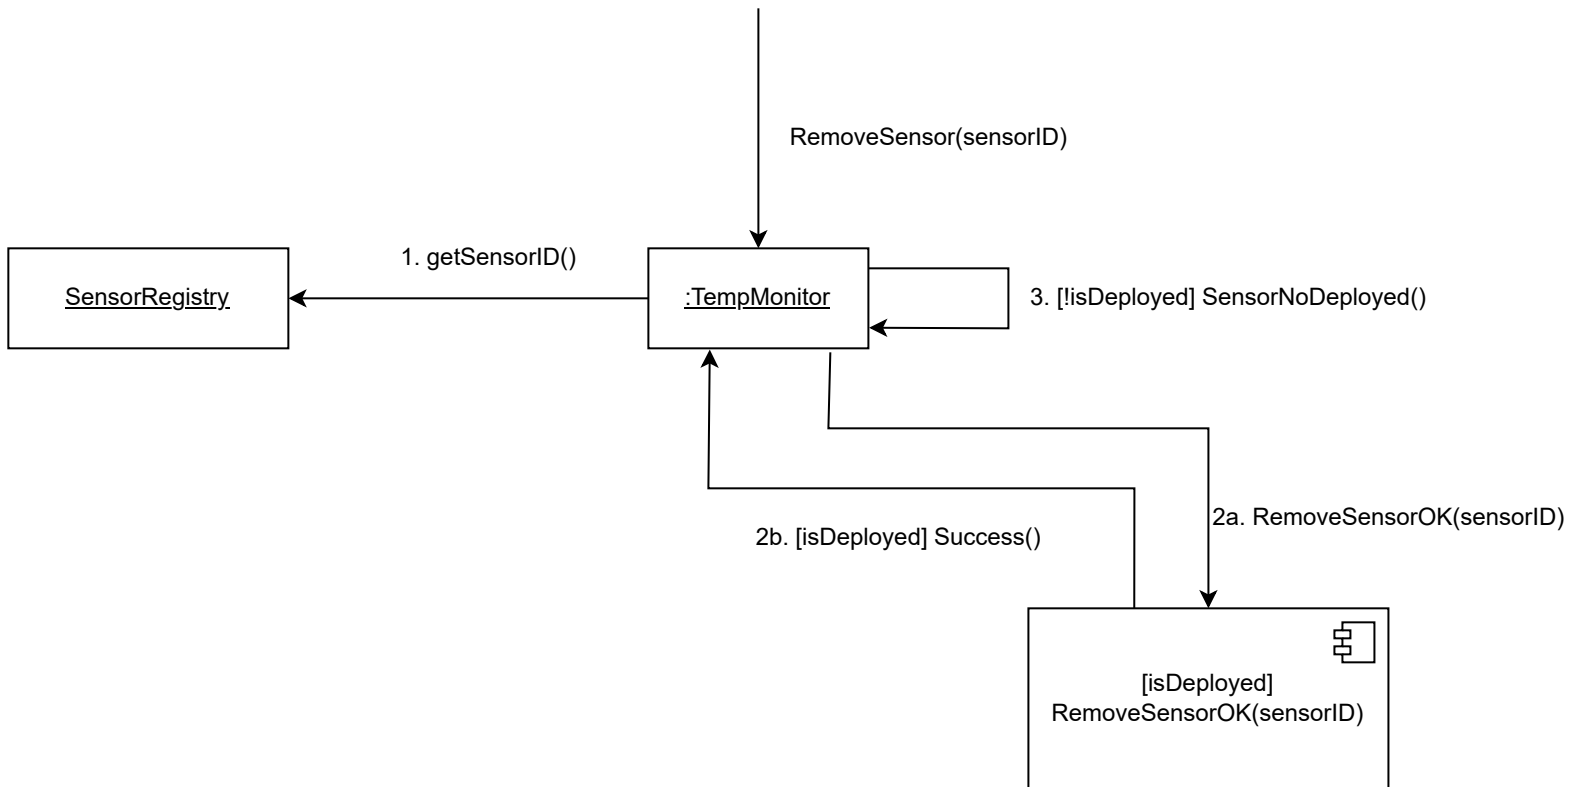 RemoveSensor(sensorID)
1. getSensorID()
SensorRegistry
:TempMonitor
3. [!isDeployed] SensorNoDeployed()
2a. RemoveSensorOK(sensorID)
2b. [isDeployed] Success()
[isDeployed]
RemoveSensorOK(sensorID)